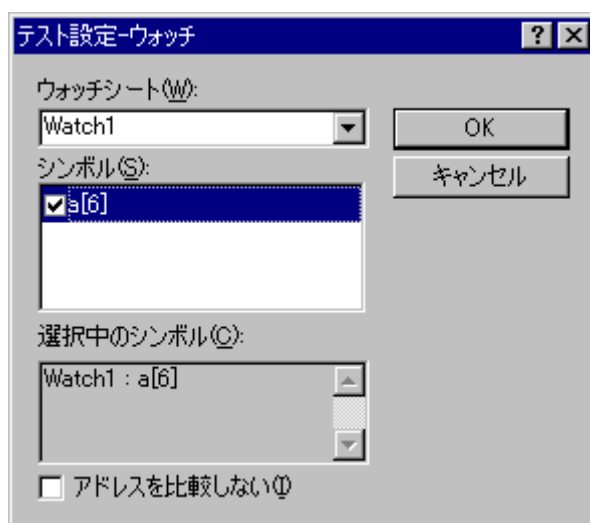 テスト設定-ウォッチ
ウォッチシート(W):
Watch1
OK
シンボル(S):
キャンセル
a[6]
選択中のシンボル(C):
Watch1 : a[6]
アドレスを比較しない(I)